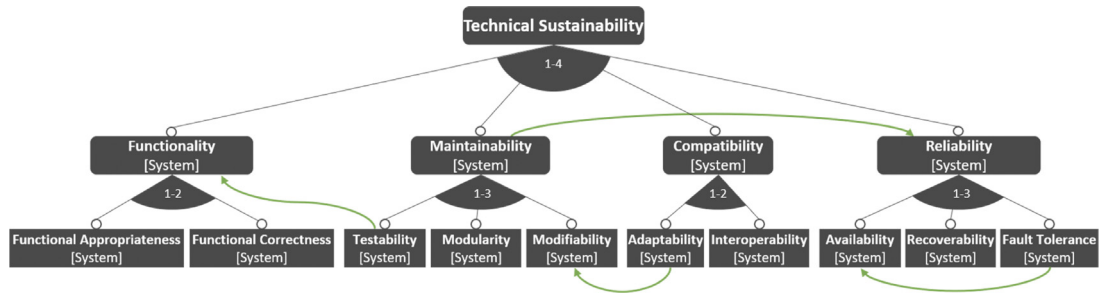 Technical Sustainability
1-4
Functionality
[System]
Maintainability
[System]
Compatibility
[System]
Reliability
[System]
1-2
1-3
1-2
1-3
Functional Appropriateness
[System]
Functional Correctness
[System]
Testability
[System]
Modularity
[System]
Modifiability
[System]
Adaptability
[System]
Interoperability
[System]
Availability
[System]
Recoverability
[System]
Fault Tolerance
[System]